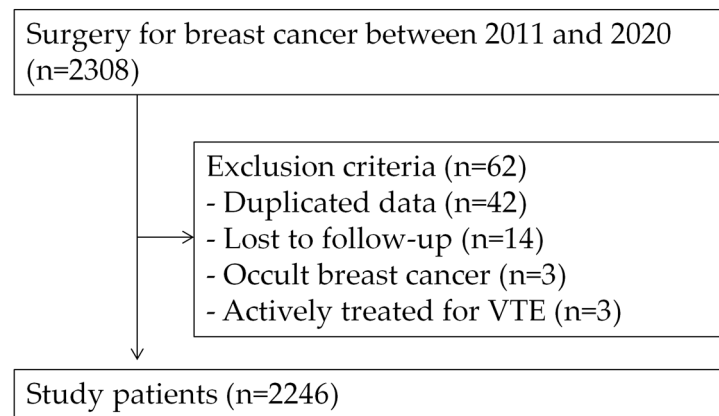 Surgery for breast cancer between 2011 and 2020
(n=2308)
Exclusion criteria (n=62)
- Duplicated data (n=42)
- Lost to follow-up (n=14)
- Occult breast cancer (n=3)
- Actively treated for VTE (n=3)
Study patients (n=2246)